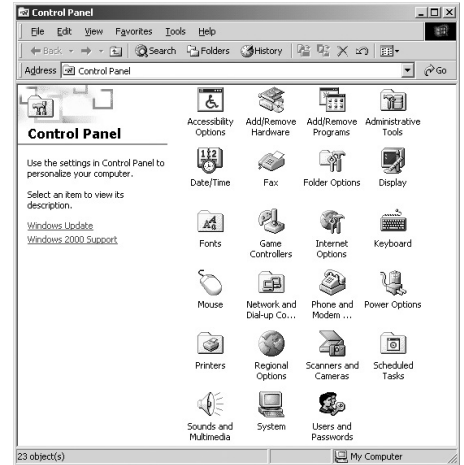 Control Panel
File Edit View Favorites Tools Help
Back Search Folders History
Address Control Panel Go
Control Panel
Use the settings in Control Panel to
personalize your computer.
Select an item to view its
description.
Windows Update
Windows 2000 Support
Accessibility
Options
Add/Remove
Hardware
Add/Remove
Programs
Administrative
Tools
Date/Time
Fax
Folder Options
Display
Fonts
Game
Controllers
Internet
Options
Keyboard
Mouse
Network and
Dial-up Co...
Phone and
Modem ...
Power Options
Printers
Regional
Options
Scanners and
Cameras
Scheduled
Tasks
Sounds and
Multimedia
System
Users and
Passwords
23 object(s) My Computer